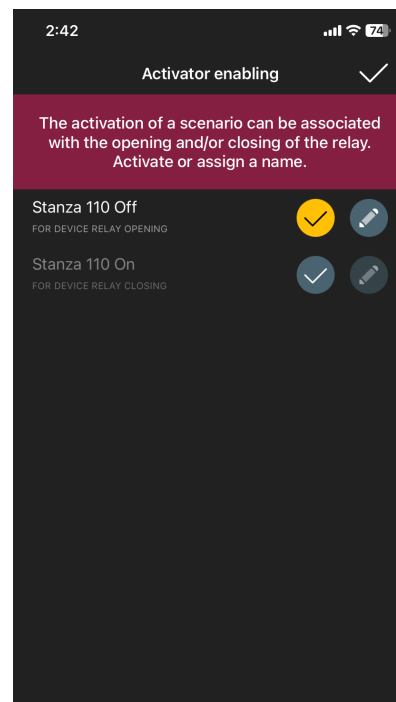 2:42
74
Activator enabling
The activation of a scenario can be associated
with the opening and/or closing of the relay.
Activate or assign a name.
Stanza 110 Off
FOR DEVICE RELAY OPENING
Stanza 110 On
FOR DEVICE RELAY CLOSING